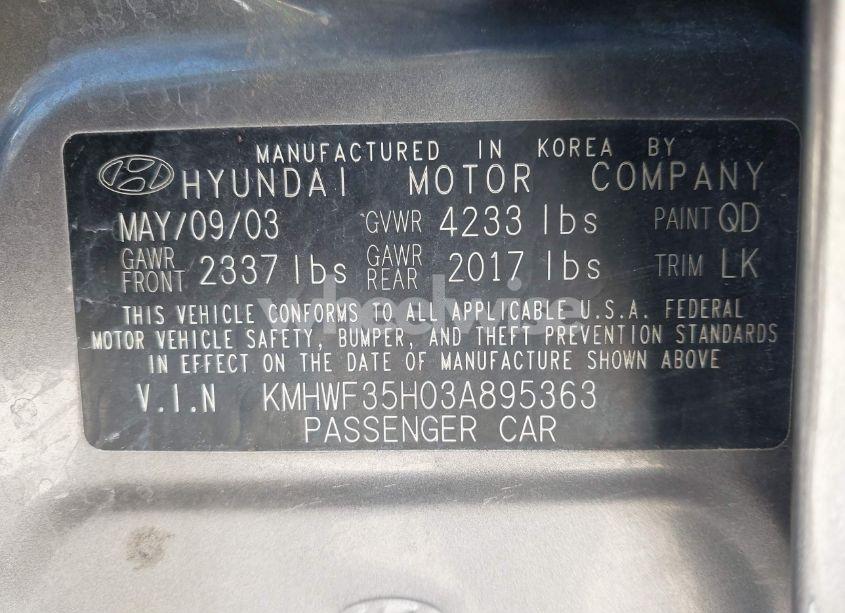 MANUFACTURED IN KOREA BY
HYUNDAI MOTOR COMPANY
MAY/09/03 GVWR 4233 lbs PAINT QD
GAWR FRONT 2337 lbs GAWR REAR 2017 lbs TRIM LK
THIS VEHICLE CONFORMS TO ALL APPLICABLE U.S.A. FEDERAL
MOTOR VEHICLE SAFETY, BUMPER, AND THEFT PREVENTION STANDARDS
IN EFFECT ON THE DATE OF MANUFACTURE SHOWN ABOVE
V.I.N KMHWF35H03A895363
PASSENGER CAR
wheelwise